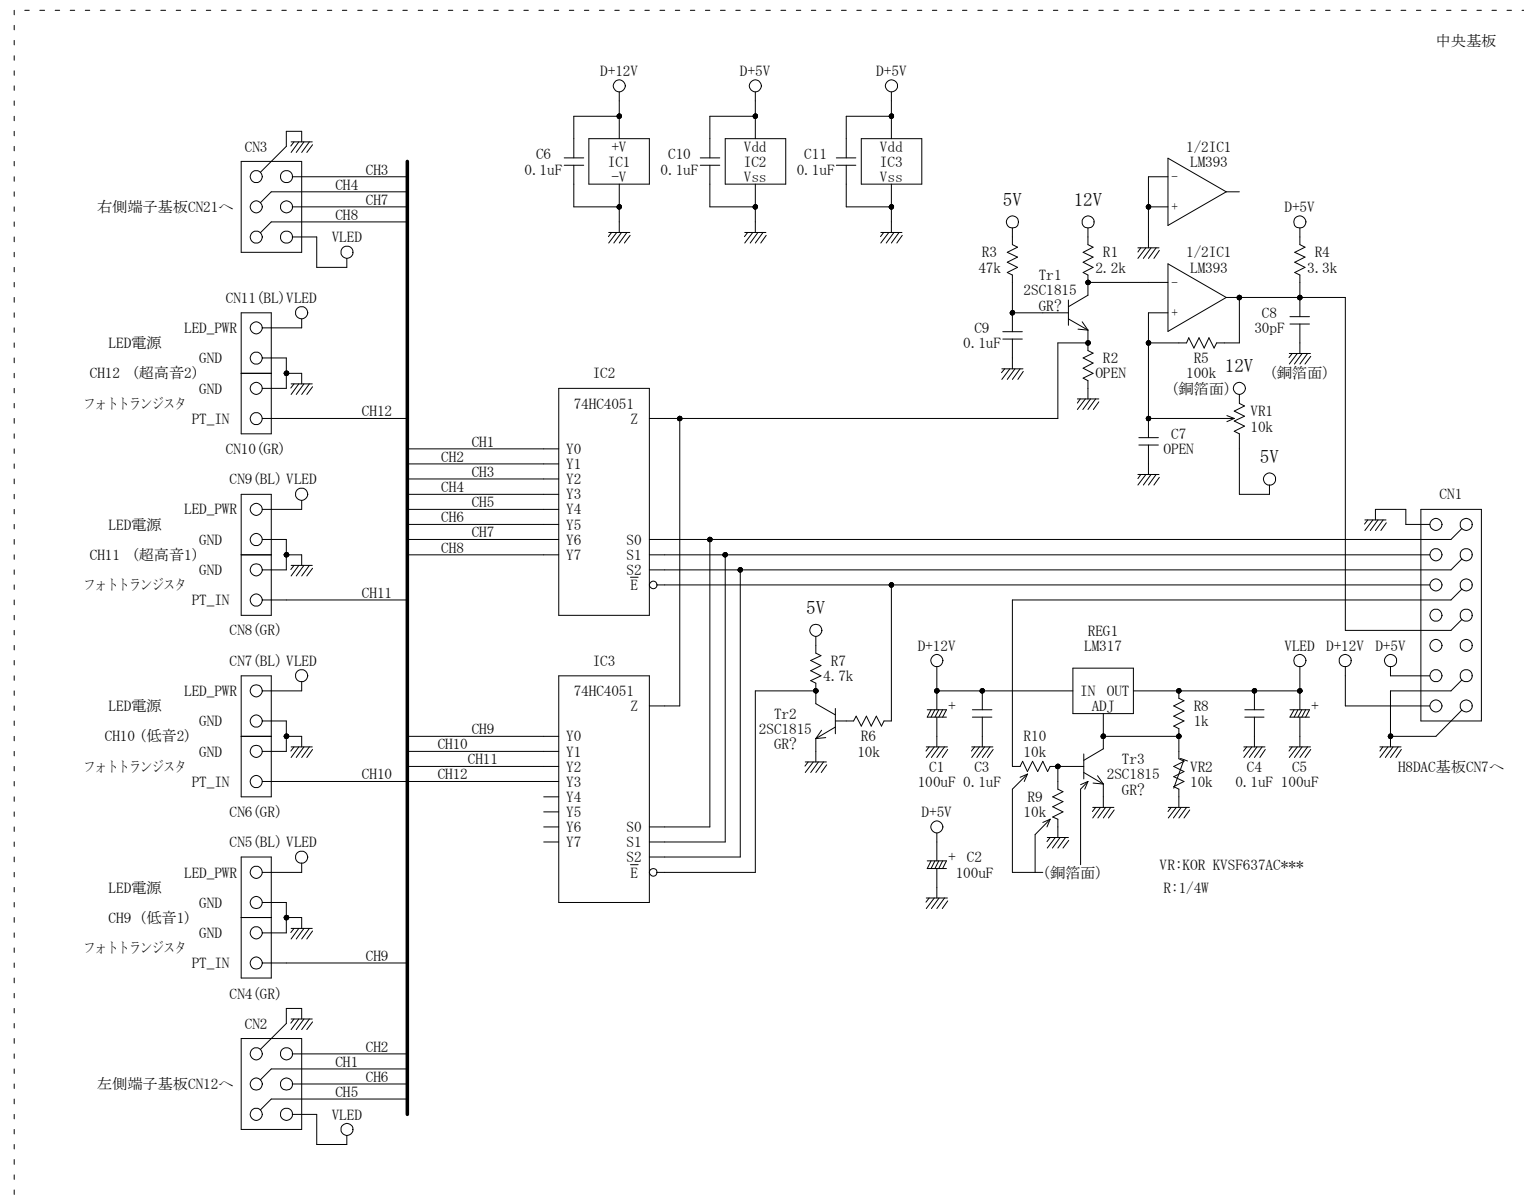 中央基板
D+12V
D+5V
D+5V
C6
0.1uF
+V
IC1
-V
C10
0.1uF
Vdd
IC2
Vss
C11
0.1uF
Vdd
IC3
Vss
CN3
CH3
CH4
CH7
CH8
VLED
右側端子基板CN21へ
1/2IC1
LM393
-
+
5V
12V
D+5V
R3
47k
R1
2.2k
1/2IC1
LM393
-
+
R4
3.3k
Tr1
2SC1815
GR?
C9
0.1uF
R2
OPEN
C8
30pF
(銅箔面)
R5
100k
(銅箔面)
12V
VR1
10k
C7
OPEN
5V
CN11(BL)
VLED
LED_PWR
LED電源
GND
CH12 (超高音2)
GND
フォトトランジスタ
PT_IN
CH12
CN10(GR)
CN9(BL)
VLED
LED_PWR
LED電源
GND
CH11 (超高音1)
GND
フォトトランジスタ
PT_IN
CH11
CN8(GR)
CN7(BL)
VLED
LED_PWR
LED電源
GND
CH10 (低音2)
GND
フォトトランジスタ
PT_IN
CH10
CN6(GR)
CN5(BL)
VLED
LED_PWR
LED電源
GND
CH9 (低音1)
GND
フォトトランジスタ
PT_IN
CH9
CN4(GR)
CN2
CH2
CH1
CH6
CH5
VLED
左側端子基板CN12へ
IC2
74HC4051
Z
CH1
Y0
CH2
Y1
CH3
Y2
CH4
Y3
CH5
Y4
CH6
Y5
CH7
Y6
CH8
Y7
S0
S1
S2
E
IC3
74HC4051
Z
CH9
Y0
CH10
Y1
CH11
Y2
CH12
Y3
Y4
Y5
Y6
Y7
S0
S1
S2
E
5V
R7
4.7k
Tr2
2SC1815
GR?
R6
10k
D+12V
C1
100uF
+
C3
0.1uF
REG1
LM317
IN OUT
ADJ
R8
1k
VLED
C4
0.1uF
C5
100uF
+
R10
10k
Tr3
2SC1815
GR?
VR2
10k
R9
10k
(銅箔面)
D+5V
+
C2
100uF
CN1
D+12V
D+5V
H8DAC基板CN7へ
VR:KOR KVSF637AC***
R:1/4W